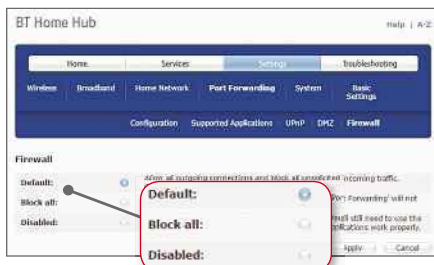 BT Home Hub
Help | A-Z
Home Services Settings Troubleshooting
Wireless Broadband Home Network Port Forwarding System Basic Settings
Configuration Supported Applications UPnP DMZ Firewall
Firewall
Default: Allow all outgoing connections and block all unsolicited incoming traffic.
Block all: 'Port Forwarding' will not
Disabled: still need to use the
applications work properly.
Default:
Block all:
Disabled:
Apply Cancel